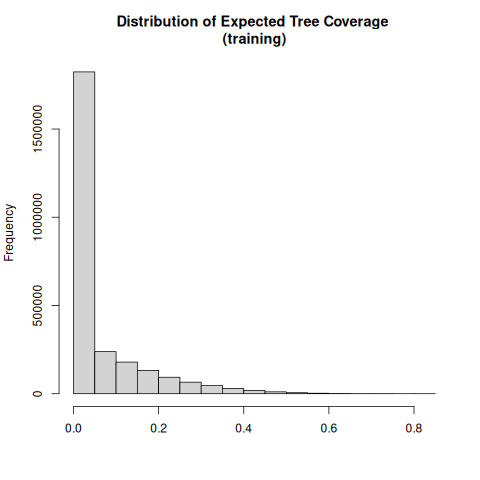 Distribution of Expected Tree Coverage
(training)
Frequency
1500000
1000000
500000
0
0.0 0.2 0.4 0.6 0.8